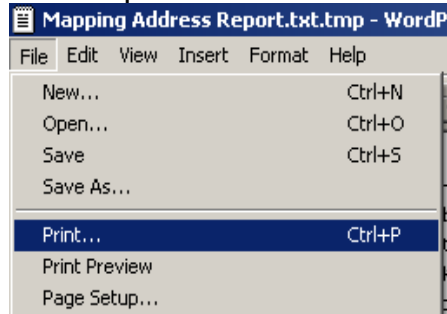 Mapping Address Report.txt.tmp - WordP
File Edit View Insert Format Help
New... Ctrl+N
Open... Ctrl+O
Save Ctrl+S
Save As...
Print... Ctrl+P
Print Preview
Page Setup...